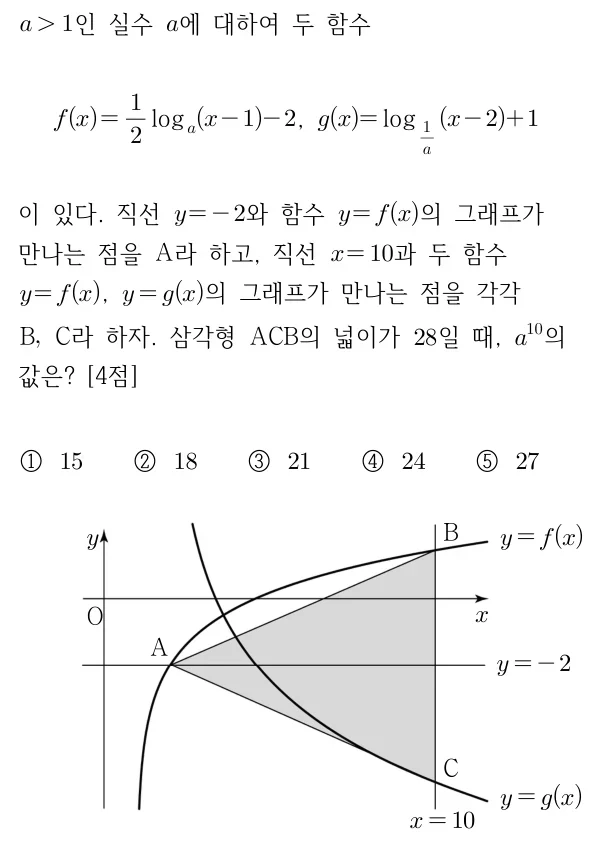 a>1인 실수 a에 대하여 두 함수
f(x)=\frac{1}{2}log_a(x-1)-2, g(x)=log_{\frac{1}{a}}(x-2)+1
이 있다. 직선 y=-2와 함수 y=f(x)의 그래프가
만나는 점을 A라 하고, 직선 x=10과 두 함수
y=f(x), y=g(x)의 그래프가 만나는 점을 각각
B, C라 하자. 삼각형 ACB의 넓이가 28일 때, a^{10}의
값은? [4점]
① 15 ② 18 ③ 21 ④ 24 ⑤ 27
y
B
y=f(x)
O
x
A
y=-2
C
y=g(x)
x=10